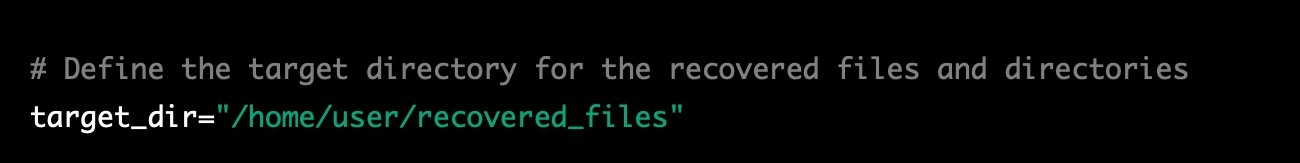 # Define the target directory for the recovered files and directories
target_dir="/home/user/recovered_files"